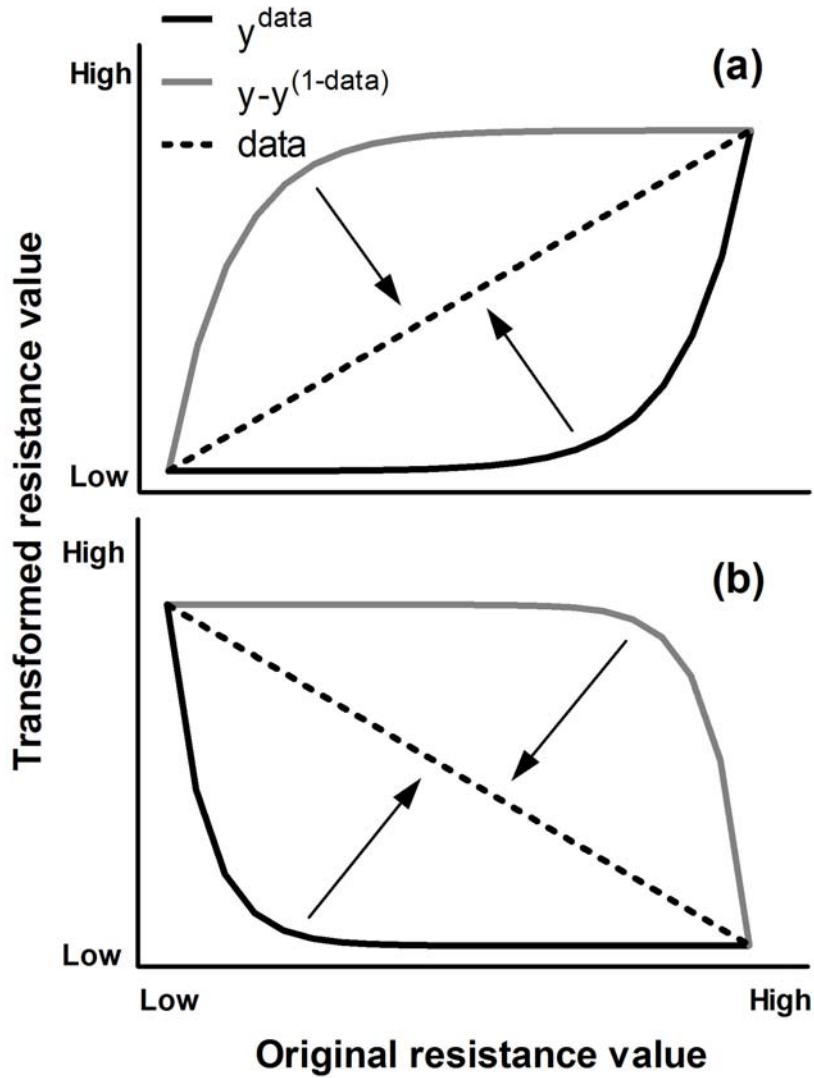 y^data
y-y^(1-data)
data
(a)
High
Low
(b)
High
Low
Low High
Original resistance value
Transformed resistance value